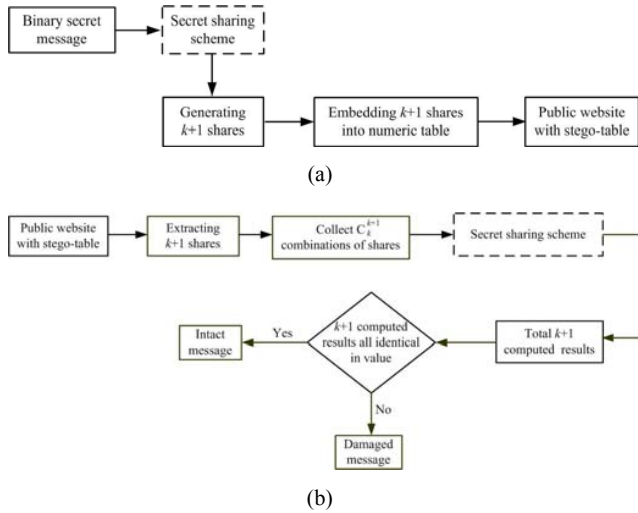 Binary secret
message
Secret sharing
scheme
Generating
k+1 shares
Embedding k+1 shares
into numeric table
Public website
with stego-table
(a)
Public website
with stego-table
Extracting
k+1 shares
Collect C_k^{k+1}
combinations of shares
Secret sharing scheme
Total k+1
computed results
k+1 computed
results all identical
in value
Yes
Intact
message
No
Damaged
message
(b)